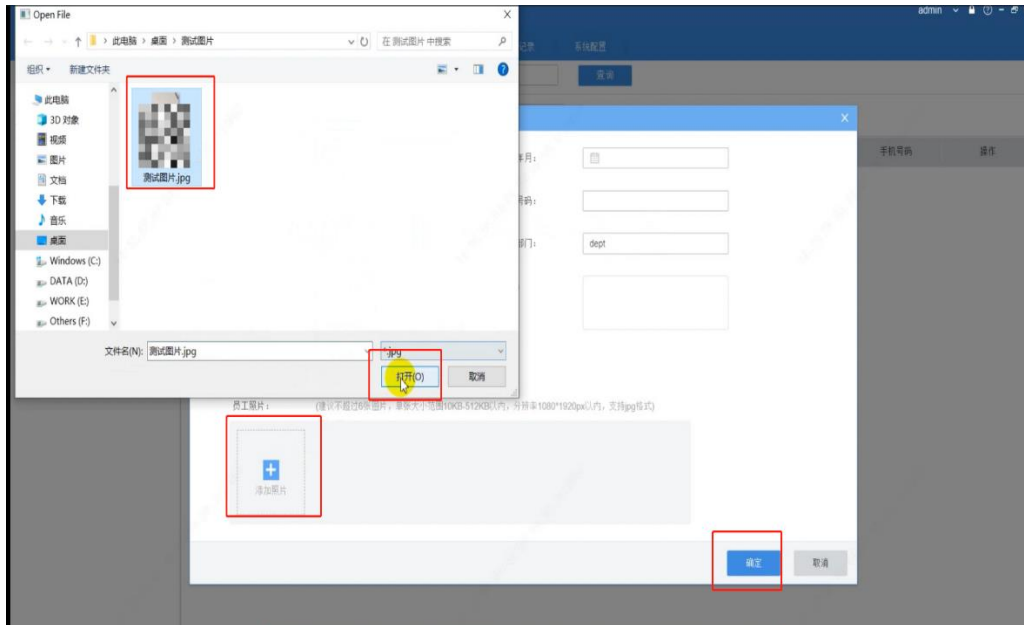 Open File
admin
此电脑 > 桌面 > 测试图片
在 测试图片 中搜索
记录
系统配置
组织
新建文件夹
查询
此电脑
3D 对象
视频
图片
文档
下载
音乐
桌面
Windows (C:)
DATA (D:)
WORK (E:)
Others (F:)
测试图片.jpg
年月:
手机号码
操作
号码:
部门:
dept
文件名(N):
测试图片.jpg
*.jpg
打开(O)
取消
员工照片:
(建议不超过6张图片,单张大小范围10KB-512KB以内,分辨率1080*1920px以内,支持jpg格式)
添加照片
确定
取消